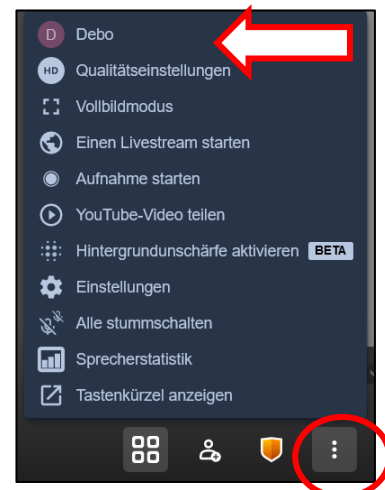 D Debo
HD Qualitätseinstellungen
Vollbildmodus
Einen Livestream starten
Aufnahme starten
YouTube-Video teilen
Hintergrundunschärfe aktivieren BETA
Einstellungen
Alle stummschalten
Sprecherstatistik
Tastenkürzel anzeigen